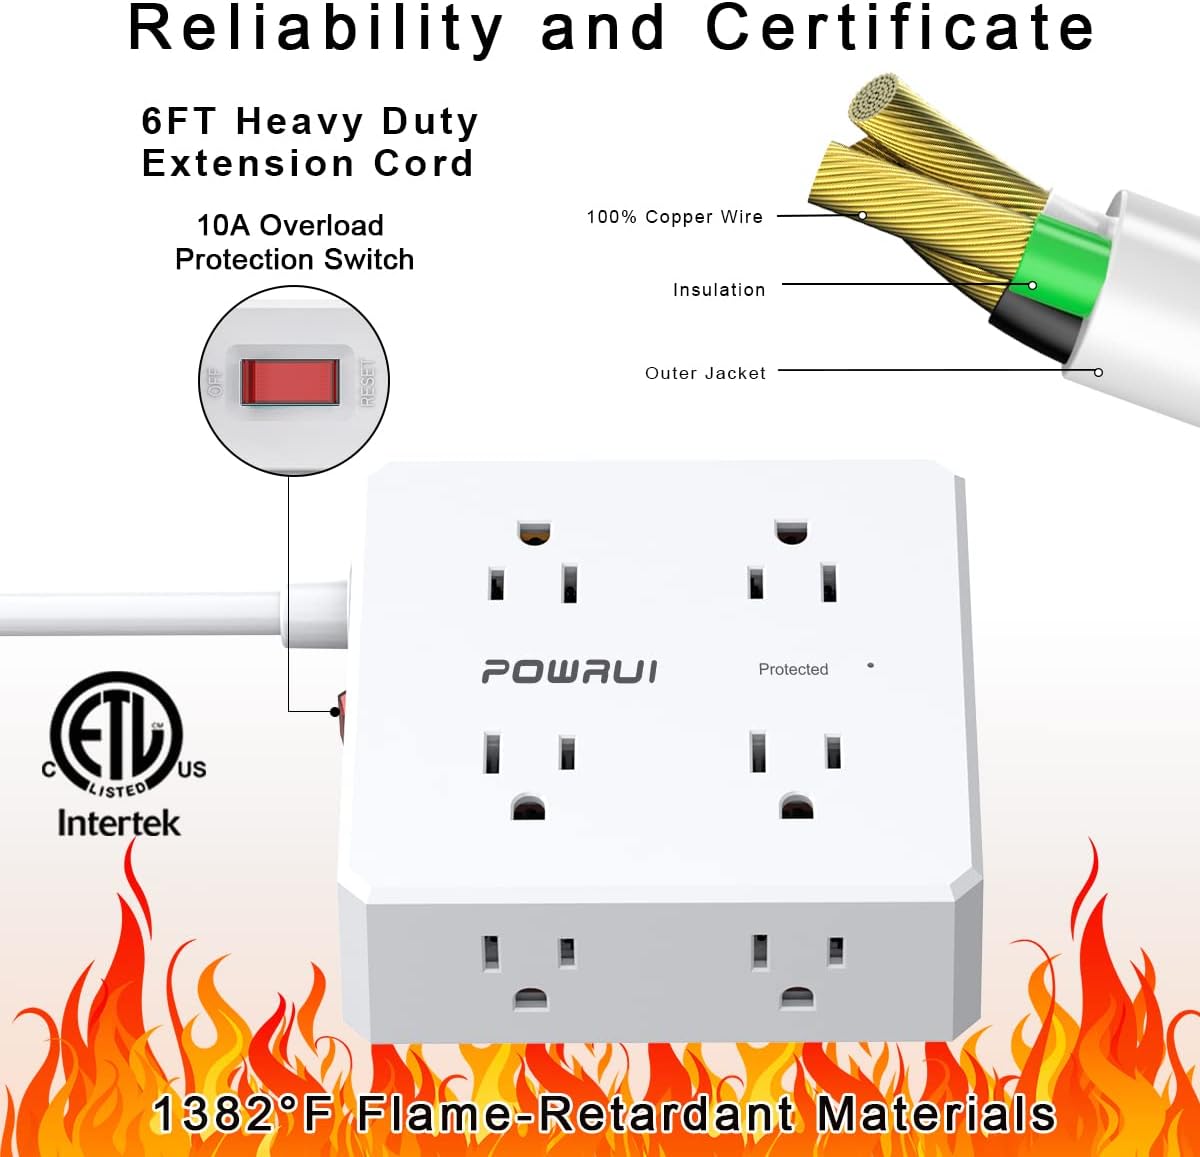 Reliability and Certificate
6FT Heavy Duty
Extension Cord
10A Overload
Protection Switch
OFF
RESET
100% Copper Wire
Insulation
Outer Jacket
POWRUI
Protected
ETL
CM
C
US
LISTED
Intertek
1382°F Flame-Retardant Materials